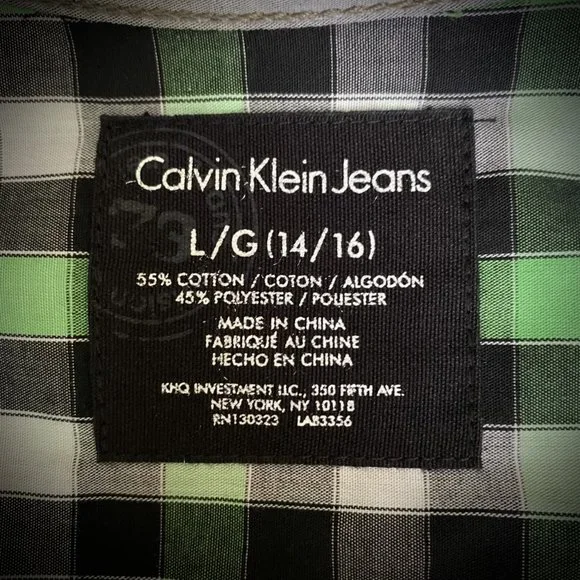 Calvin Klein Jeans
L/G (14/16)
55% COTTON / COTON / ALGODÓN
45% POLYESTER / POLIESTER
MADE IN CHINA
FABRIQUÉ AU CHINE
HECHO EN CHINA
KHQ INVESTMENT LLC., 350 FIFTH AVE.
NEW YORK, NY 10118
RN130323 LAB3356